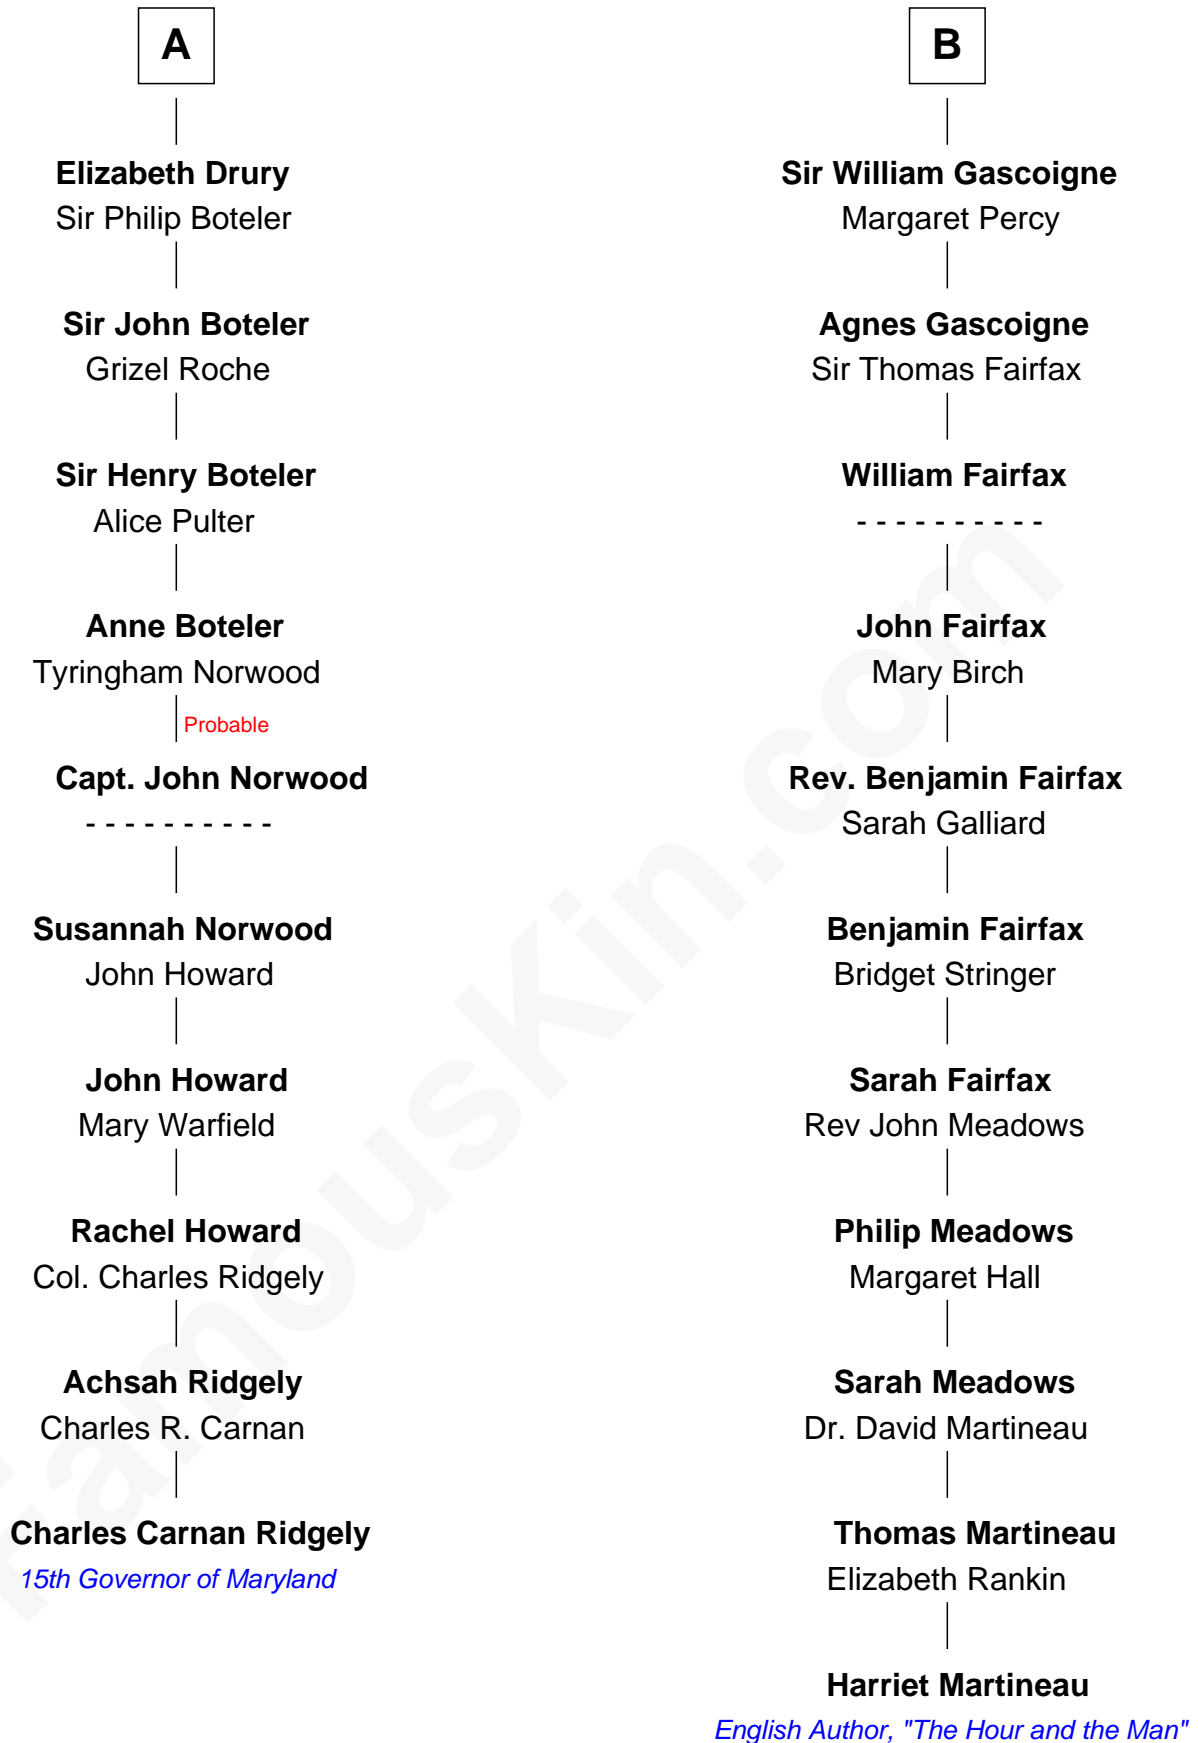 A
Elizabeth Drury
Sir Philip Boteler
Sir John Boteler
Grizel Roche
Sir Henry Boteler
Alice Pulter
Anne Boteler
Tyringham Norwood
Probable
Capt. John Norwood
- - - - - - - - - -
Susannah Norwood
John Howard
John Howard
Mary Warfield
Rachel Howard
Col. Charles Ridgely
Achsah Ridgely
Charles R. Carnan
Charles Carnan Ridgely
15th Governor of Maryland
B
Sir William Gascoigne
Margaret Percy
Agnes Gascoigne
Sir Thomas Fairfax
William Fairfax
- - - - - - - - - -
John Fairfax
Mary Birch
Rev. Benjamin Fairfax
Sarah Galliard
Benjamin Fairfax
Bridget Stringer
Sarah Fairfax
Rev John Meadows
Philip Meadows
Margaret Hall
Sarah Meadows
Dr. David Martineau
Thomas Martineau
Elizabeth Rankin
Harriet Martineau
English Author, "The Hour and the Man"
FamousKin.com